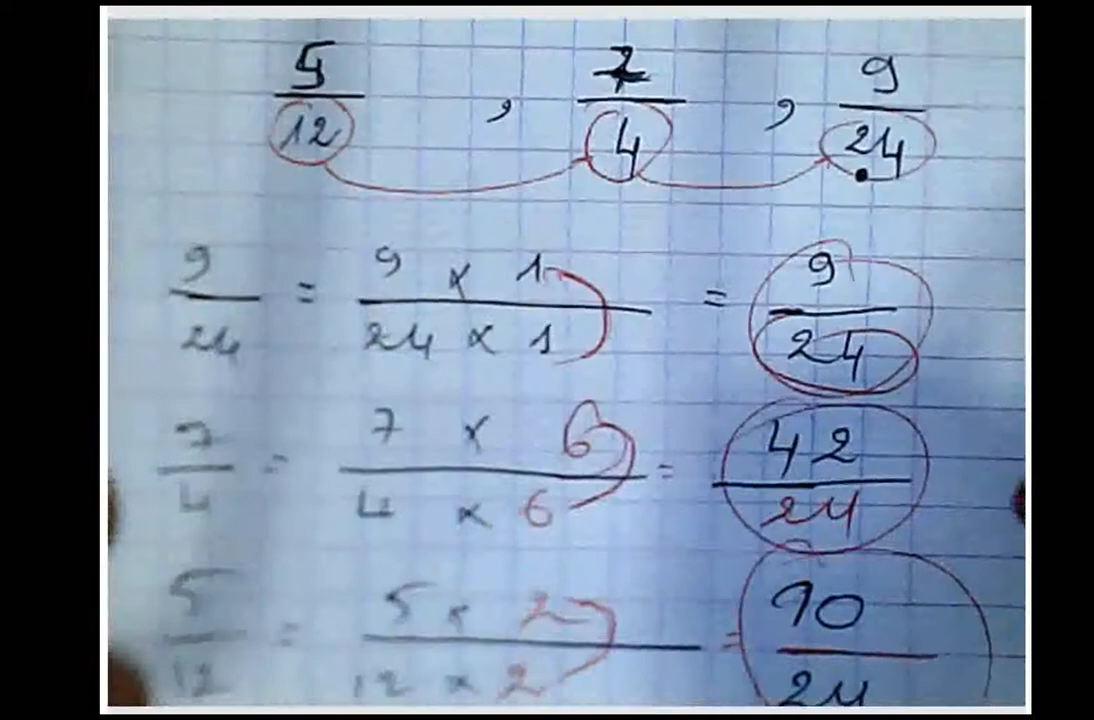 5/12 , 7/4 , 9/24
9/24 = 9 x 1 / 24 x 1 = 9/24
7/4 = 7 x 6 / 4 x 6 = 42/24
5/12 = 5 x 2 / 12 x 2 = 10/24